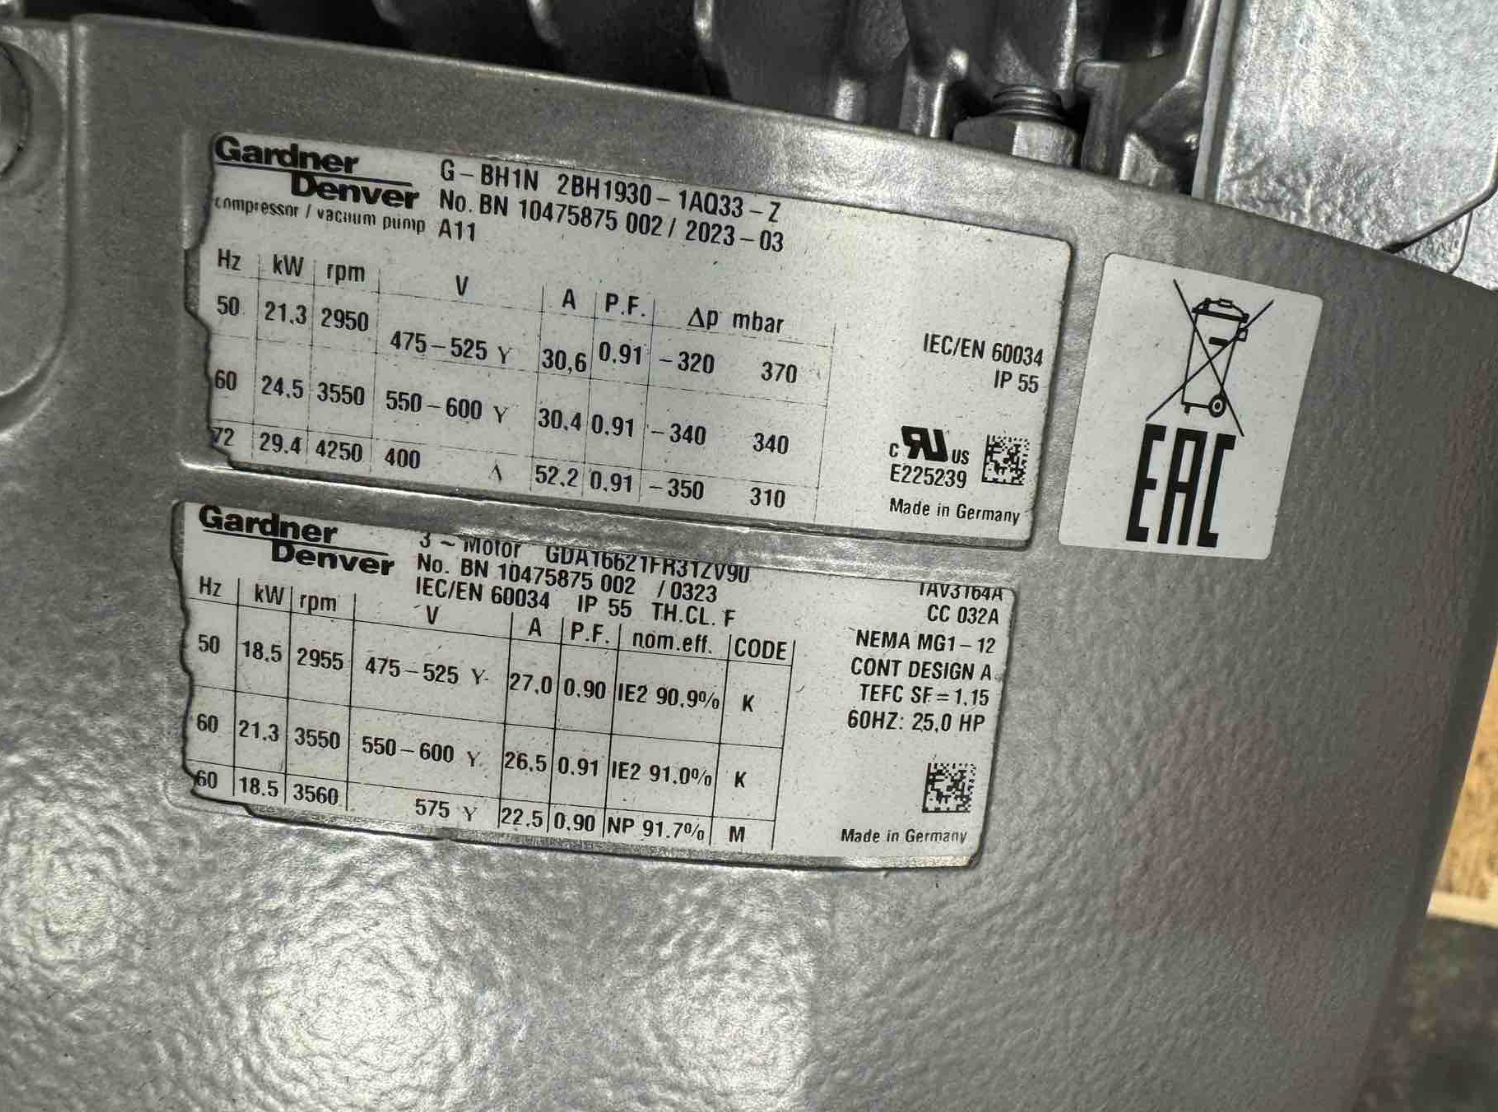 Gardner
Denver
compressor / vacuum pump
G-BH1N 2BH1930-1AQ33-Z
No. BN 10475875 002 / 2023-03
A11
Hz kW rpm V A P.F. Δp mbar
50 21.3 2950 475-525 Y 30,6 0.91 -320 370
60 24.5 3550 550-600 Y 30.4 0.91 -340 340
72 29.4 4250 400 52.2 0.91 -350 310
IEC/EN 60034
IP 55
c RU US
E225239
Made in Germany
EAC
Gardner
Denver
3~Motor GDA16621FR31ZV90
No. BN 10475875 002 / 0323
IEC/EN 60034 IP 55 TH.CL. F
Hz kW rpm V A P.F. nom.eff. CODE
50 18.5 2955 475-525 Y 27.0 0.90 IE2 90.9% K
60 21.3 3550 550-600 Y 26.5 0.91 IE2 91.0% K
60 18.5 3560 575 Y 22.5 0.90 NP 91.7% M
1AV3164A
CC 032A
NEMA MG1-12
CONT DESIGN A
TEFC SF=1.15
60HZ: 25,0 HP
Made in Germany